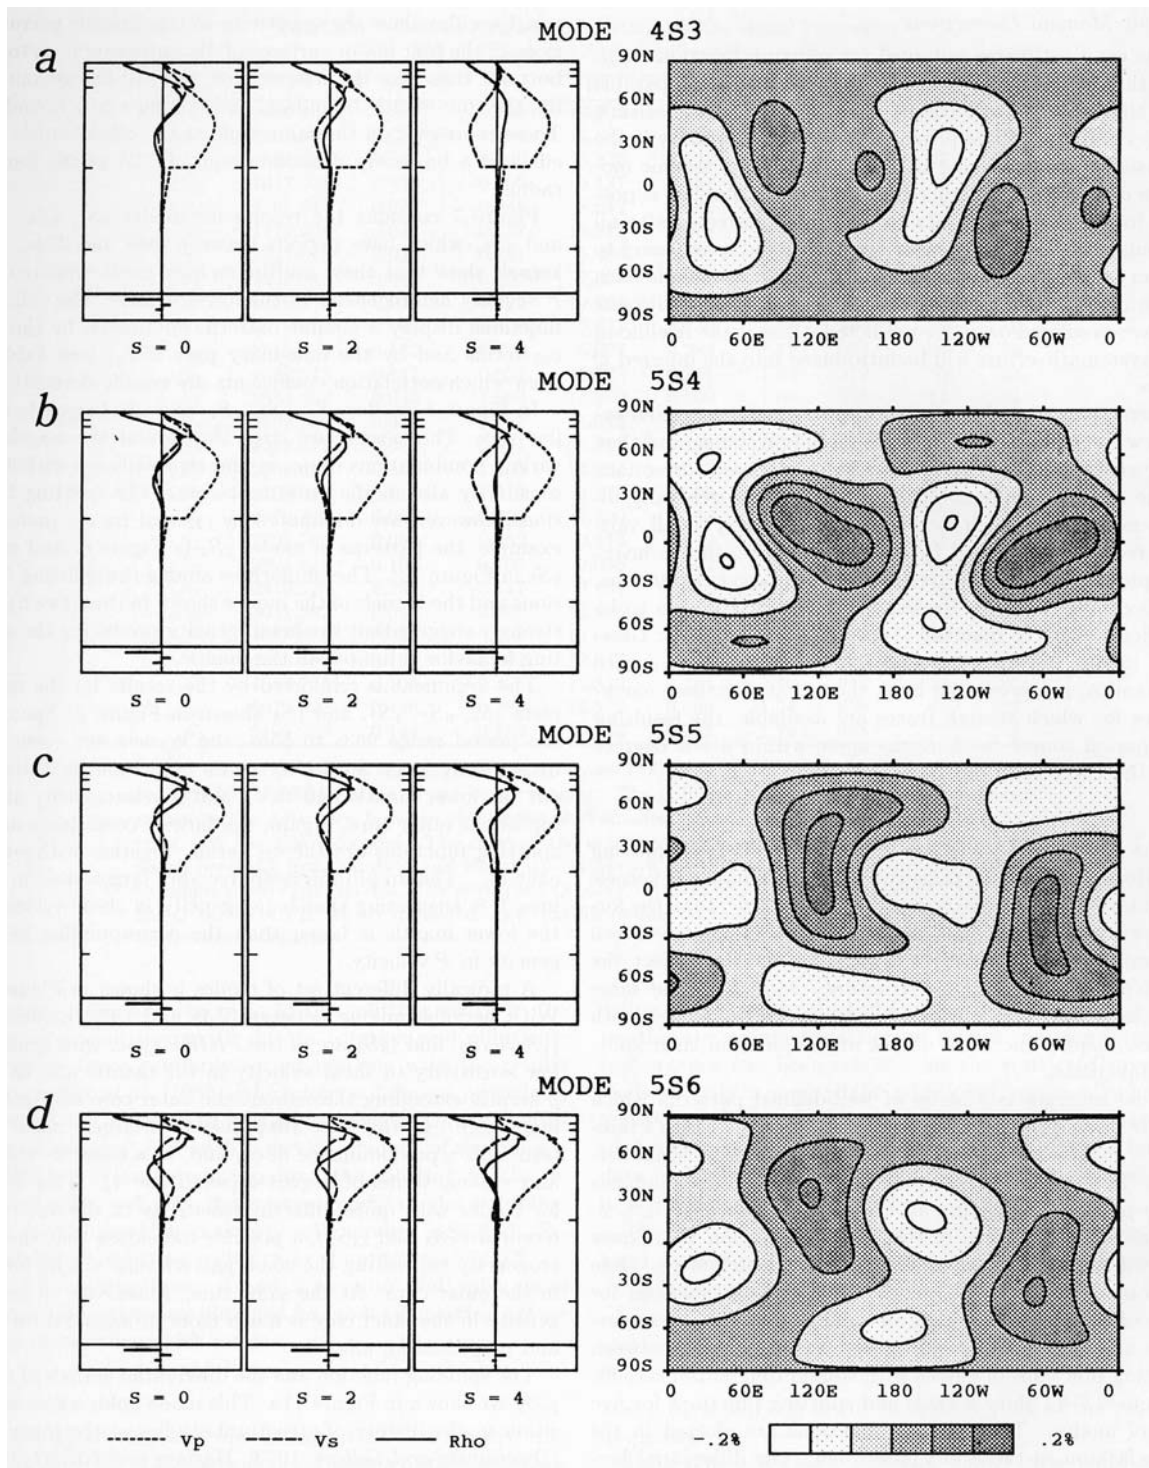 MODE 4S3
a
90N
60N
30N
0
30S
60S
90S
0 60E 120E 180 120W 60W 0
S = 0 S = 2 S = 4
MODE 5S4
b
90N
60N
30N
0
30S
60S
90S
0 60E 120E 180 120W 60W 0
S = 0 S = 2 S = 4
MODE 5S5
c
90N
60N
30N
0
30S
60S
90S
0 60E 120E 180 120W 60W 0
S = 0 S = 2 S = 4
MODE 5S6
d
90N
60N
30N
0
30S
60S
90S
0 60E 120E 180 120W 60W 0
S = 0 S = 2 S = 4
Vp Vs Rho
-.2% .2%